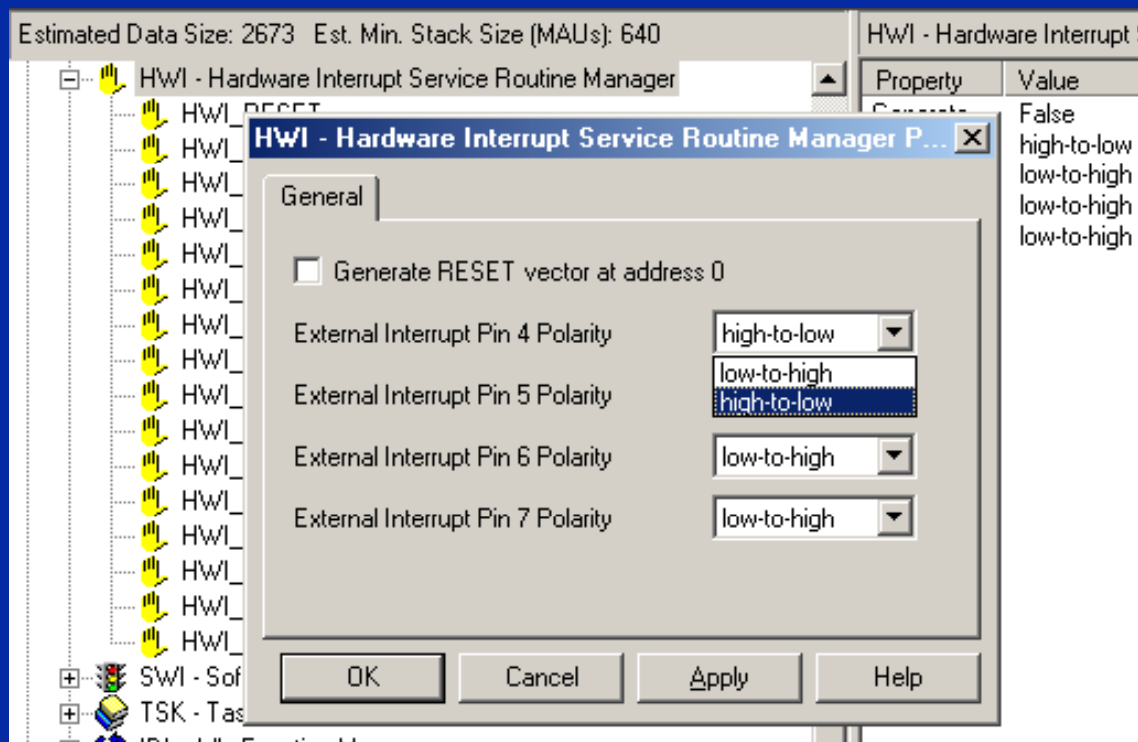 Estimated Data Size: 2673 Est. Min. Stack Size (MAUs): 640
HWI - Hardware Interrupt
HWI - Hardware Interrupt Service Routine Manager
Property Value
HWI_RESET
False
HWI - Hardware Interrupt Service Routine Manager P...
HWI_
high-to-low
HWI_
low-to-high
General
HWI_
low-to-high
HWI_
low-to-high
Generate RESET vector at address 0
HWI_
HWI_
External Interrupt Pin 4 Polarity high-to-low
HWI_
low-to-high
HWI_
External Interrupt Pin 5 Polarity high-to-low
HWI_
HWI_
External Interrupt Pin 6 Polarity low-to-high
HWI_
External Interrupt Pin 7 Polarity low-to-high
HWI_
HWI_
HWI_
HWI_
SWI - Sof
OK Cancel Apply Help
TSK - Tas